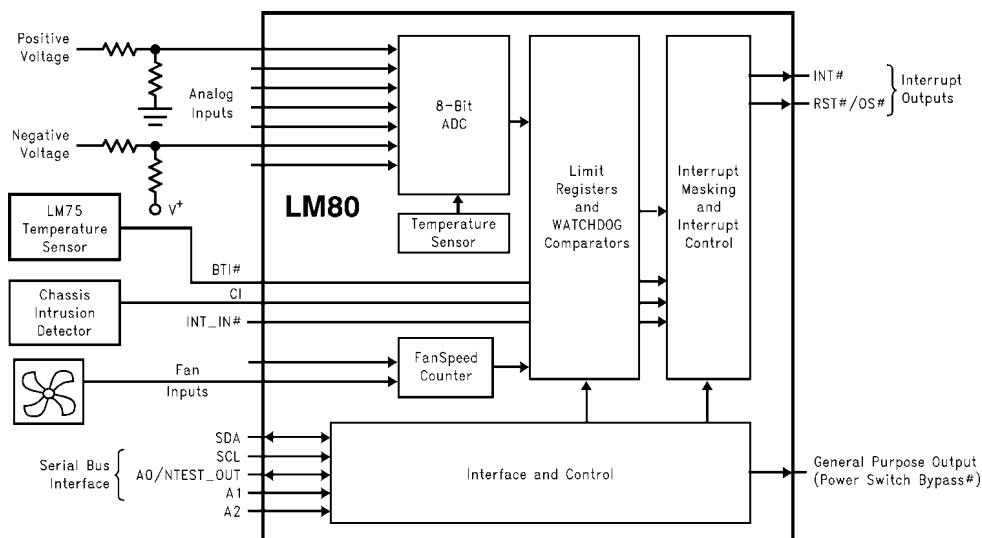 Positive
Voltage
Analog
Inputs
8-Bit
ADC
Negative
Voltage
V+
LM80
Temperature
Sensor
Limit
Registers
and
WATCHDOG
Comparators
Interrupt
Masking
and
Interrupt
Control
INT#
RST#/OS#
Interrupt
Outputs
LM75
Temperature
Sensor
BTI#
Chassis
Intrusion
Detector
CI
INT_IN#
Fan
Inputs
FanSpeed
Counter
Serial Bus
Interface
SDA
SCL
A0/NTEST_OUT
A1
A2
Interface and Control
General Purpose Output
(Power Switch Bypass#)